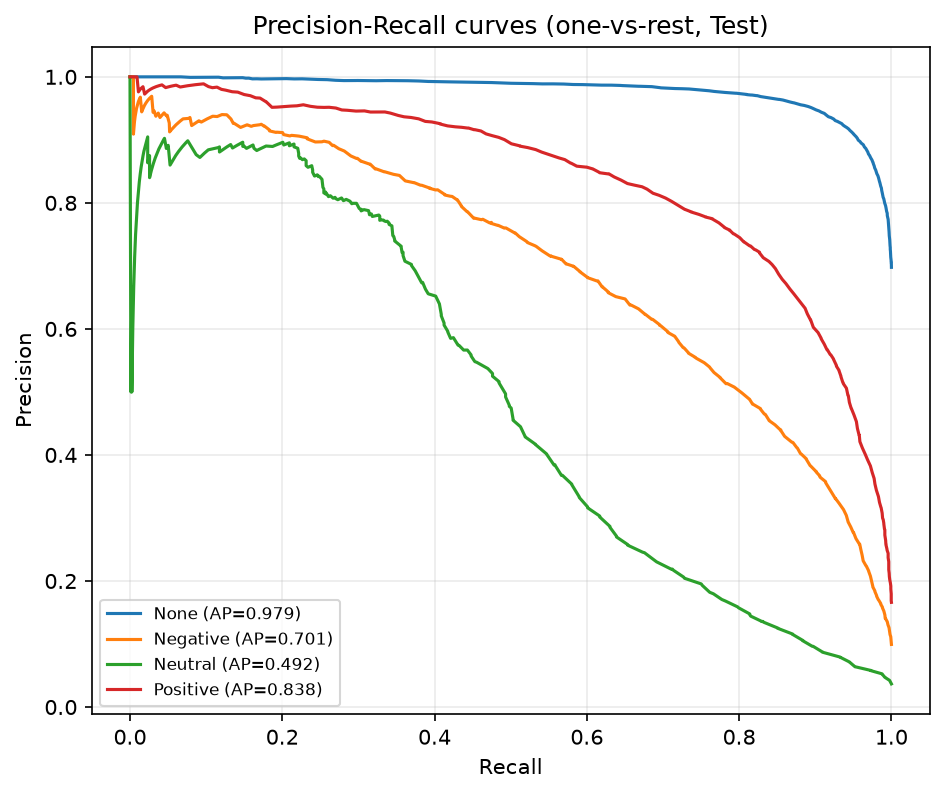 Precision-Recall curves (one-vs-rest, Test)
Precision
1.0
0.8
0.6
0.4
0.2
0.0
None (AP=0.979)
Negative (AP=0.701)
Neutral (AP=0.492)
Positive (AP=0.838)
0.0 0.2 0.4 0.6 0.8 1.0
Recall